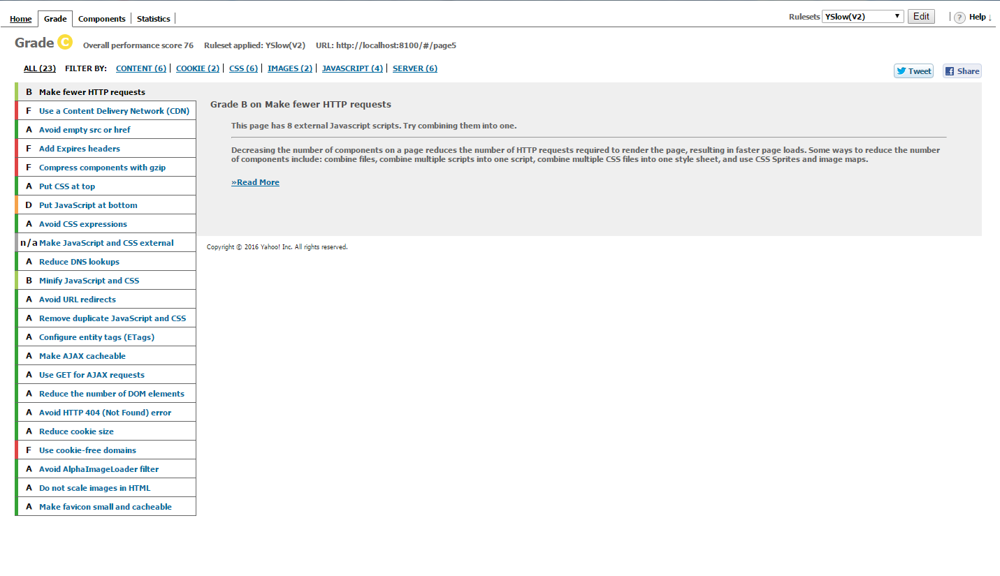 Home Grade Components Statistics Rulesets YSlow(V2) ▼ Edit ? Help ↓
Grade C Overall performance score 76 Ruleset applied: YSlow(V2) URL: http://localhost:8100/#/page5
ALL (23) FILTER BY: CONTENT (6) COOKIE (2) CSS (6) IMAGES (2) JAVASCRIPT (4) SERVER (6)
Tweet Share
B Make fewer HTTP requests
F Use a Content Delivery Network (CDN)
A Avoid empty src or href
F Add Expires headers
F Compress components with gzip
A Put CSS at top
D Put JavaScript at bottom
A Avoid CSS expressions
n/a Make JavaScript and CSS external
A Reduce DNS lookups
B Minify JavaScript and CSS
A Avoid URL redirects
A Remove duplicate JavaScript and CSS
A Configure entity tags (ETags)
A Make AJAX cacheable
A Use GET for AJAX requests
A Reduce the number of DOM elements
A Avoid HTTP 404 (Not Found) error
A Reduce cookie size
F Use cookie-free domains
A Avoid AlphaImageLoader filter
A Do not scale images in HTML
A Make favicon small and cacheable
Grade B on Make fewer HTTP requests
This page has 8 external Javascript scripts. Try combining them into one.
Decreasing the number of components on a page reduces the number of HTTP requests required to render the page, resulting in faster page loads. Some ways to reduce the number
of components include: combine files, combine multiple scripts into one script, combine multiple CSS files into one style sheet, and use CSS Sprites and image maps.
»Read More
Copyright © 2016 Yahoo! Inc. All rights reserved.